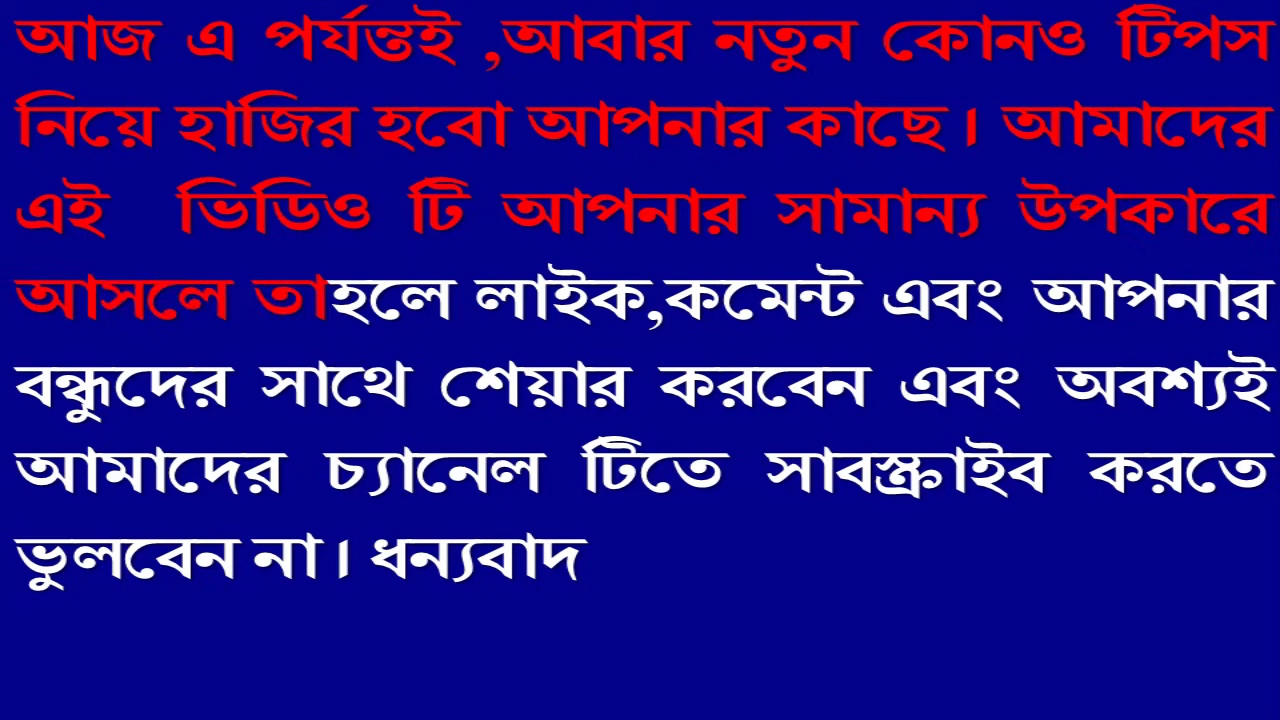 আজ এ পর্যন্তই ,আবার নতুন কোনও টিপস
নিয়ে হাজির হবো আপনার কাছে। আমাদের
এই ভিডিও টি আপনার সামান্য উপকারে
আসলে তাহলে লাইক,কমেন্ট এবং আপনার
বন্ধুদের সাথে শেয়ার করবেন এবং অবশ্যই
আমাদের চ্যানেল টিতে সাবস্ক্রাইব করতে
ভুলবেন না। ধন্যবাদ